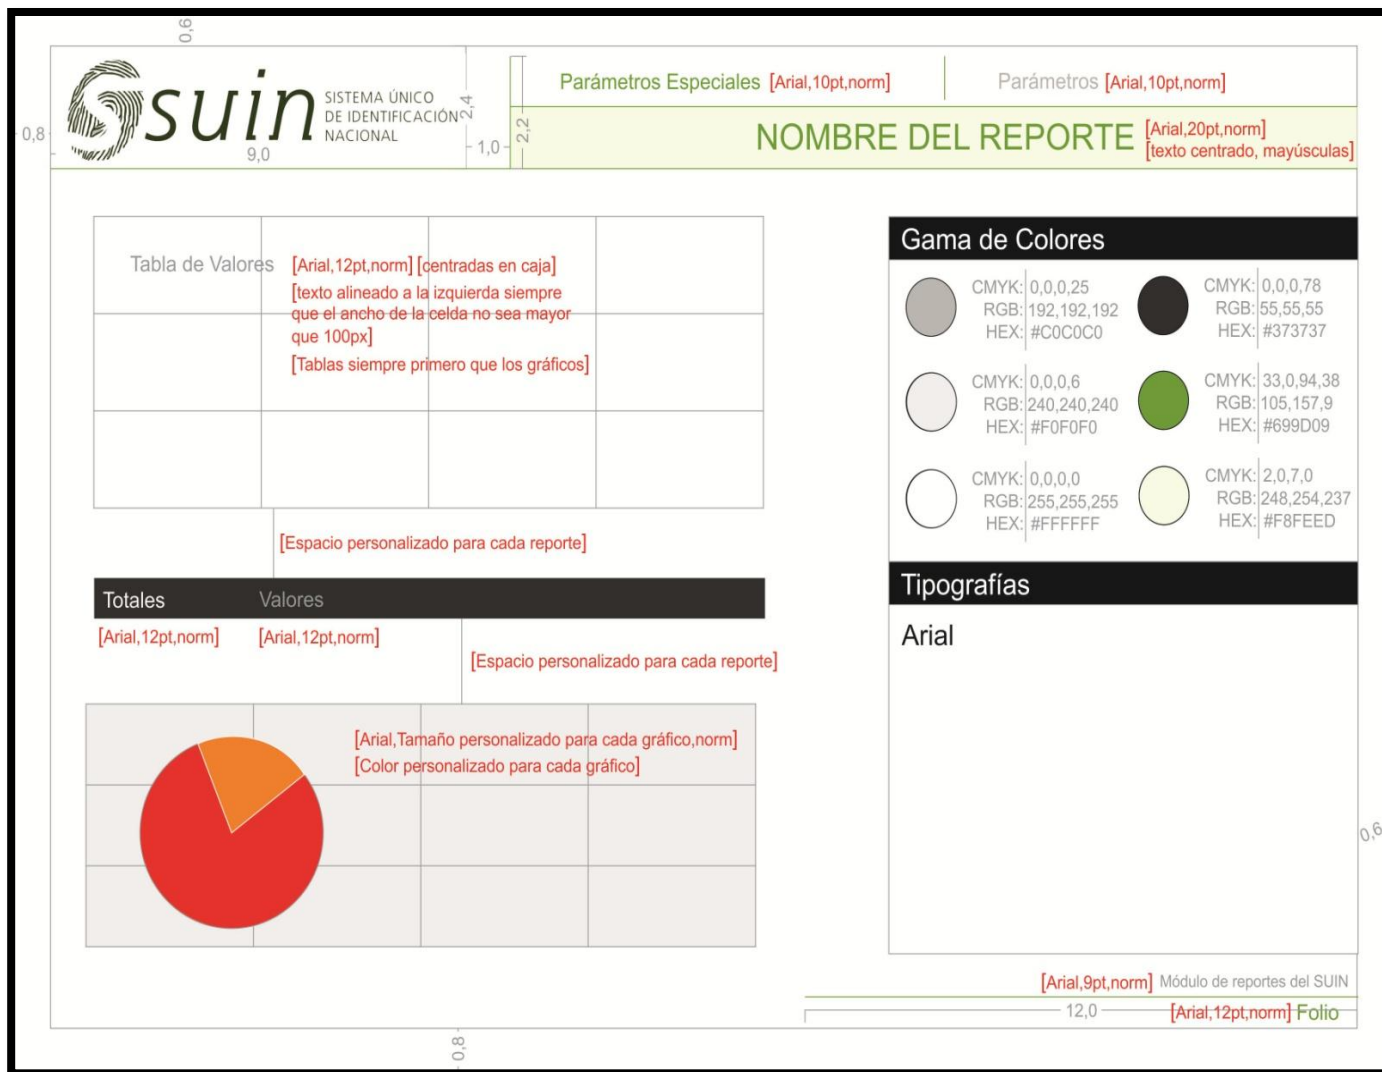 0,6
suin
SISTEMA ÚNICO
DE IDENTIFICACIÓN
NACIONAL
0,8
9,0
2,4
1,0
2,2
Parámetros Especiales [Arial,10pt,norm]
Parámetros [Arial,10pt,norm]
NOMBRE DEL REPORTE [Arial,20pt,norm]
[texto centrado, mayúsculas]
Tabla de Valores [Arial,12pt,norm] [centradas en caja]
[texto alineado a la izquierda siempre
que el ancho de la celda no sea mayor
que 100px]
[Tablas siempre primero que los gráficos]
[Espacio personalizado para cada reporte]
Totales Valores
[Arial,12pt,norm] [Arial,12pt,norm]
[Espacio personalizado para cada reporte]
[Arial,Tamaño personalizado para cada gráfico,norm]
[Color personalizado para cada gráfico]
Gama de Colores
CMYK: 0,0,0,25
RGB: 192,192,192
HEX: #C0C0C0
CMYK: 0,0,0,78
RGB: 55,55,55
HEX: #373737
CMYK: 0,0,0,6
RGB: 240,240,240
HEX: #F0F0F0
CMYK: 33,0,94,38
RGB: 105,157,9
HEX: #699D09
CMYK: 0,0,0,0
RGB: 255,255,255
HEX: #FFFFFF
CMYK: 2,0,7,0
RGB: 248,254,237
HEX: #F8FEED
Tipografías
Arial
0,6
[Arial,9pt,norm] Módulo de reportes del SUIN
12,0
[Arial,12pt,norm] Folio
0,8